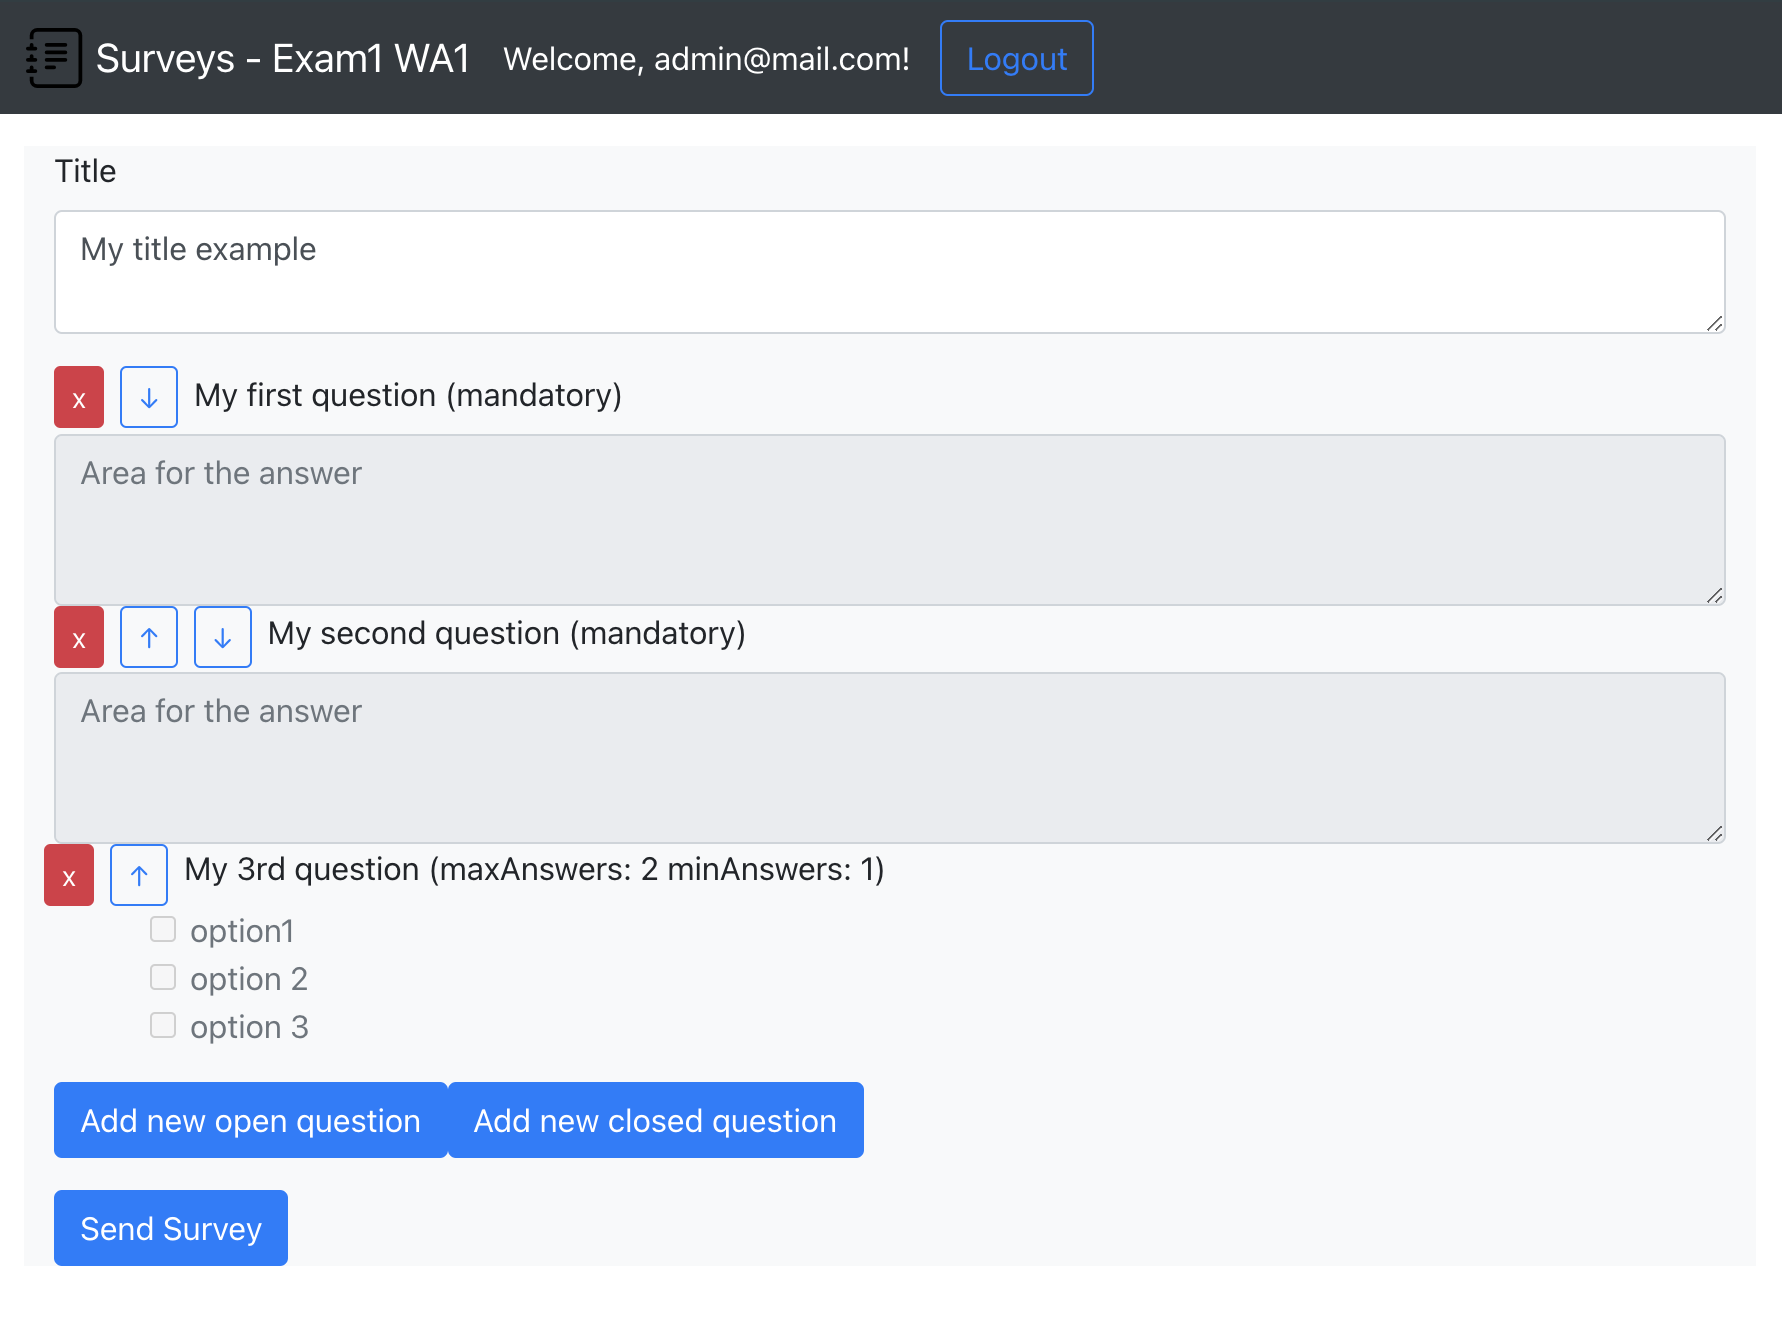 Surveys - Exam1 WA1 Welcome, admin@mail.com! Logout
Title
My title example
x ↓ My first question (mandatory)
Area for the answer
x ↑ ↓ My second question (mandatory)
Area for the answer
x ↑ My 3rd question (maxAnswers: 2 minAnswers: 1)
option1
option 2
option 3
Add new open question Add new closed question
Send Survey